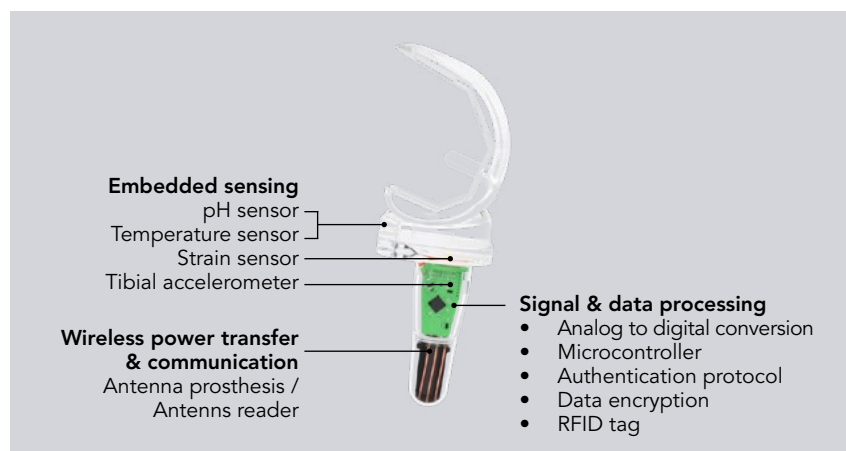 Embedded sensing
pH sensor
Temperature sensor
Strain sensor
Tibial accelerometer
Wireless power transfer
& communication
Antenna prosthesis /
Antenns reader
Signal & data processing
• Analog to digital conversion
• Microcontroller
• Authentication protocol
• Data encryption
• RFID tag